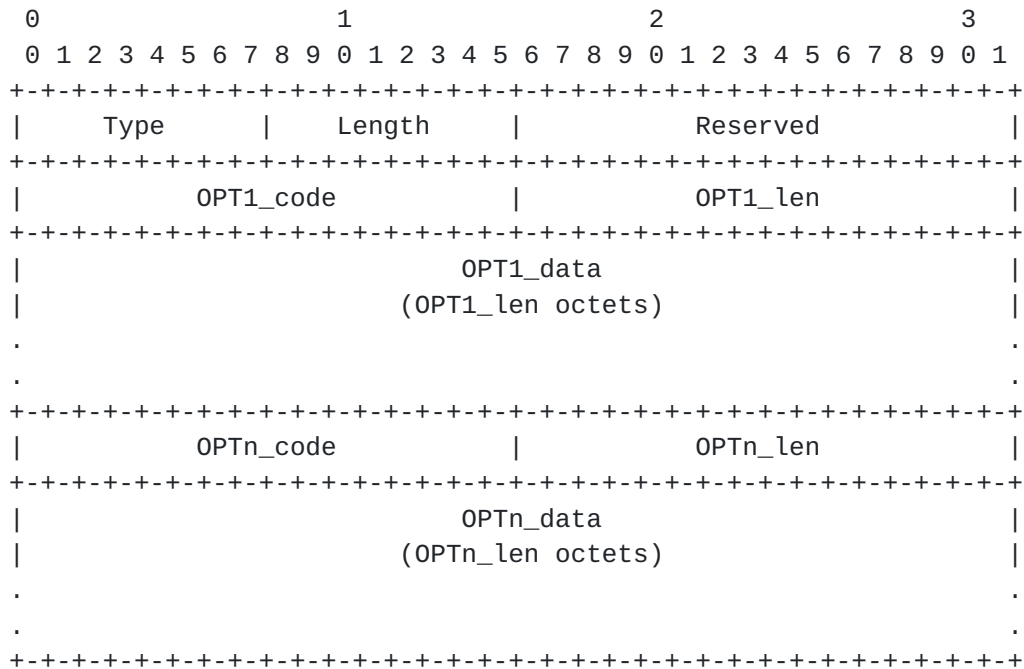 0                   1                   2                   3
 0 1 2 3 4 5 6 7 8 9 0 1 2 3 4 5 6 7 8 9 0 1 2 3 4 5 6 7 8 9 0 1
+-+-+-+-+-+-+-+-+-+-+-+-+-+-+-+-+-+-+-+-+-+-+-+-+-+-+-+-+-+-+-+-+
|     Type      |    Length     |           Reserved            |
+-+-+-+-+-+-+-+-+-+-+-+-+-+-+-+-+-+-+-+-+-+-+-+-+-+-+-+-+-+-+-+-+
|           OPT1_code           |           OPT1_len            |
+-+-+-+-+-+-+-+-+-+-+-+-+-+-+-+-+-+-+-+-+-+-+-+-+-+-+-+-+-+-+-+-+
|                            OPT1_data                          |
|                        (OPT1_len octets)                      |
.                                                               .
.                                                               .
+-+-+-+-+-+-+-+-+-+-+-+-+-+-+-+-+-+-+-+-+-+-+-+-+-+-+-+-+-+-+-+-+
|           OPTn_code           |           OPTn_len            |
+-+-+-+-+-+-+-+-+-+-+-+-+-+-+-+-+-+-+-+-+-+-+-+-+-+-+-+-+-+-+-+-+
|                            OPTn_data                          |
|                        (OPTn_len octets)                      |
.                                                               .
.                                                               .
+-+-+-+-+-+-+-+-+-+-+-+-+-+-+-+-+-+-+-+-+-+-+-+-+-+-+-+-+-+-+-+-+